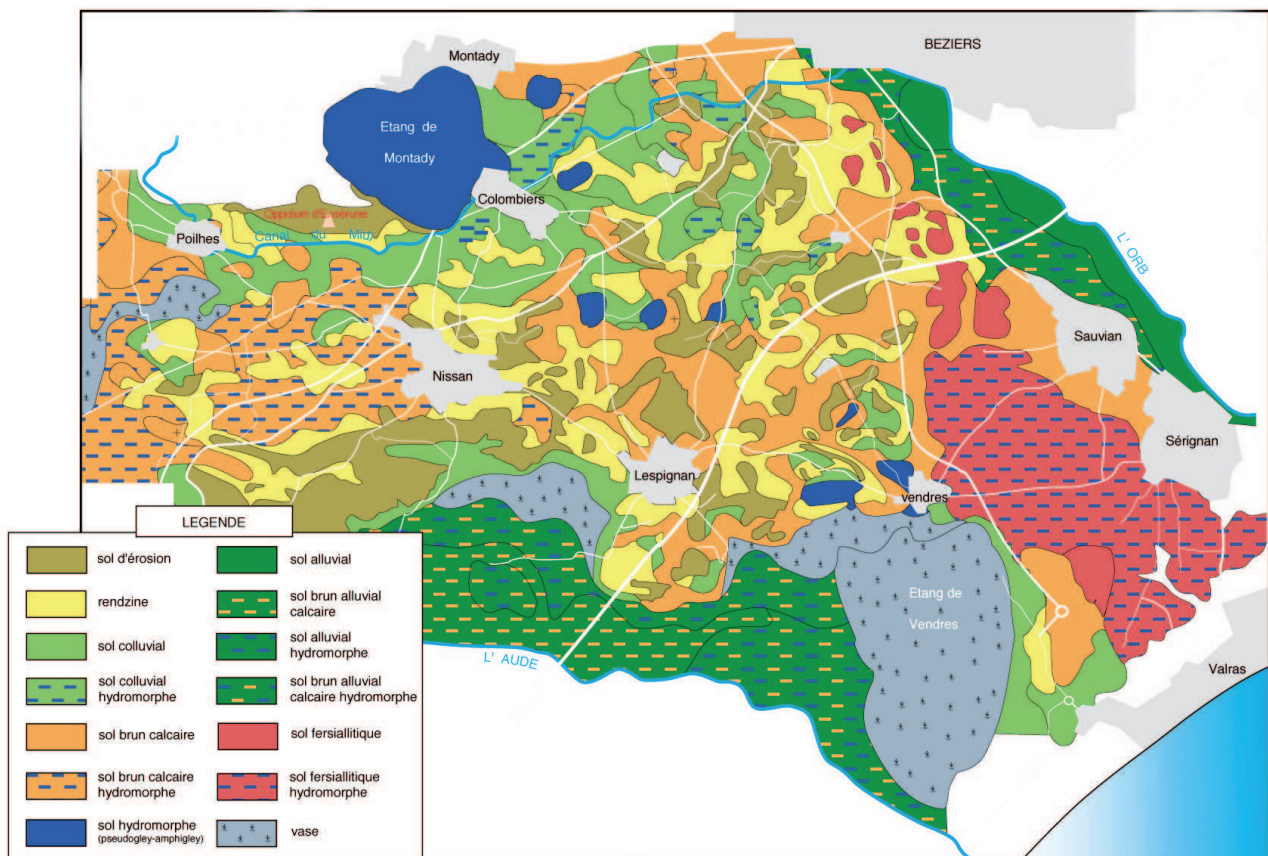 BEZIERS
Montady
Etang de
Montady
Colombiers
Oppidum d'Ensérune
Poilhes
Canal du Miux
L' ORB
Sauvian
Nissan
Sérignan
Lespignan
vendres
Etang de
Vendres
L' AUDE
Valras
LEGENDE
sol d'érosion
rendzine
sol colluvial
sol colluvial
hydromorphe
sol brun calcaire
sol brun calcaire
hydromorphe
sol hydromorphe
(pseudogley-amphigley)
sol alluvial
sol brun alluvial
calcaire
sol alluvial
hydromorphe
sol brun alluvial
calcaire hydromorphe
sol fersiallitique
sol fersiallitique
hydromorphe
vase